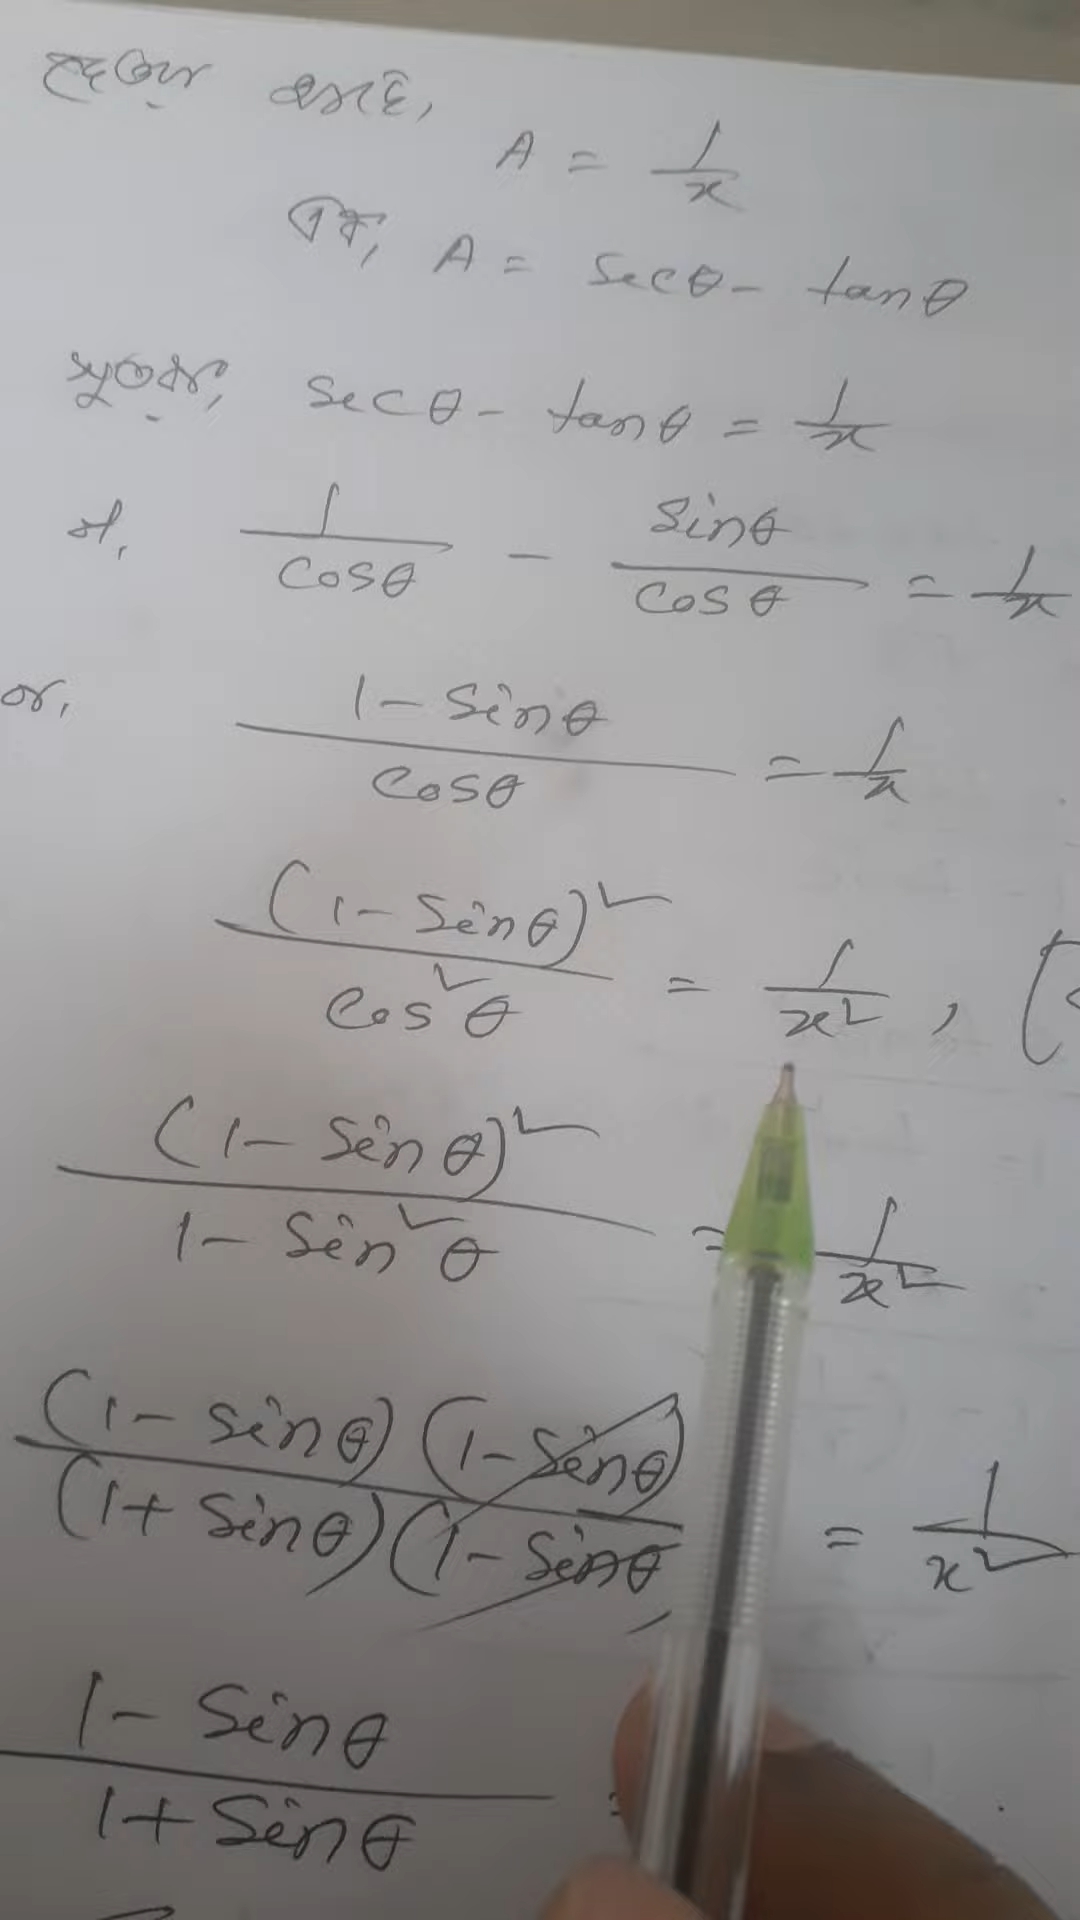 দেওয়া আছে,
A = 1/x
এবং, A = secθ - tanθ
সুতরাং, secθ - tanθ = 1/x
or, 1/cosθ - sinθ/cosθ = 1/x
or, (1 - sinθ)/cosθ = 1/x
(1 - sinθ)²/cos²θ = 1/x², [
(1 - sinθ)²/(1 - sin²θ) = 1/x²
(1 - sinθ)(1 - sinθ)/(1 + sinθ)(1 - sinθ) = 1/x²
(1 - sinθ)/(1 + sinθ) =